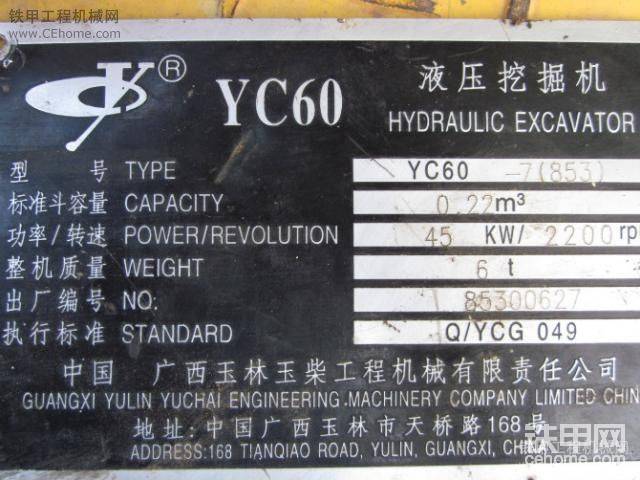 铁甲工程机械网
www.CEhome.com
® YC60 液压挖掘机
HYDRAULIC EXCAVATOR
型 号 TYPE YC60 -7(853)
标准斗容量 CAPACITY 0.22m³
功率/转速 POWER/REVOLUTION 45 KW/ 2200rp
整机质量 WEIGHT 6 t
出厂编号 NO: 85300627
执行标准 STANDARD Q/YCG 049
中国 广西玉林玉柴工程机械有限责任公司
GUANGXI YULIN YUCHAI ENGINEERING MACHINERY COMPANY LIMITED CHIN
地址: 中国广西玉林市天桥路168号
ADDRESS:168 TIANQIAO ROAD, YULIN, GUANGXI, CHINA
铁甲网
www.cehome.com